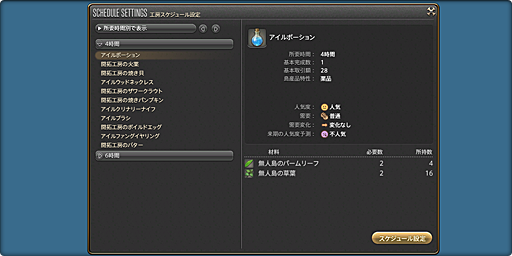 SCHEDULE SETTINGS 工房スケジュール設定
▶ 所要時間別で表示
4時間
アイルポーション
開拓工房の火薬
開拓工房の焼き貝
アイルウッドネックレス
開拓工房のザワークラウト
開拓工房の焼きパンプキン
アイルクリナリーナイフ
アイルブラシ
開拓工房のボイルドエッグ
アイルファングイヤリング
開拓工房のバター
6時間
アイルポーション
所要時間： 4時間
基本完成数： 1
基本取引額： 28
島産品特性： 薬品
人気度： 人気
需要： 普通
需要変化： 変化なし
来期の人気度予測： 不人気
材料 必要数 所持数
無人島のパームリーフ 2 4
無人島の草葉 2 16
スケジュール設定